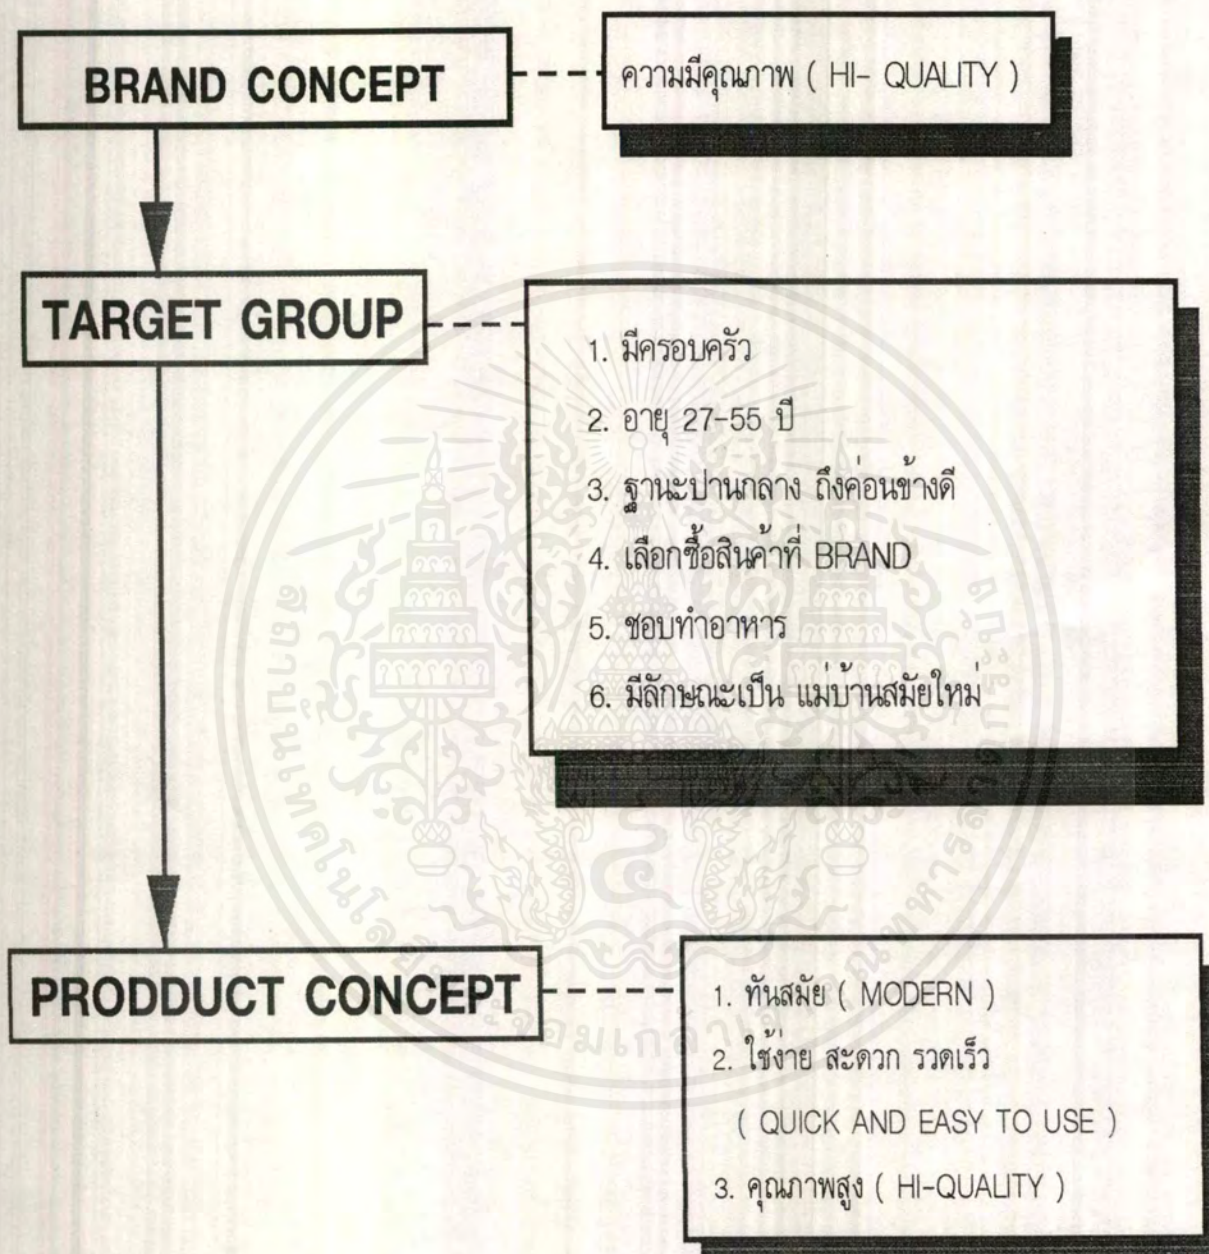 BRAND CONCEPT
ความมีคุณภาพ ( HI- QUALITY )
TARGET GROUP
1. มีครอบครัว
2. อายุ 27-55 ปี
3. ฐานะปานกลาง ถึงค่อนข้างดี
4. เลือกซื้อสินค้าที่ BRAND
5. ชอบทำอาหาร
6. มีลักษณะเป็น แม่บ้านสมัยใหม่
PRODDUCT CONCEPT
1. ทันสมัย ( MODERN )
2. ใช้ง่าย สะดวก รวดเร็ว
( QUICK AND EASY TO USE )
3. คุณภาพสูง ( HI-QUALITY )